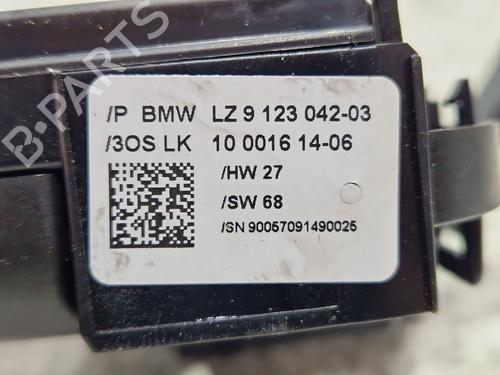 B-PARTS
/P BMW LZ 9 123 042-03
/3OS LK 10 0016 14-06
/HW 27
/SW 68
/SN 90057091490025